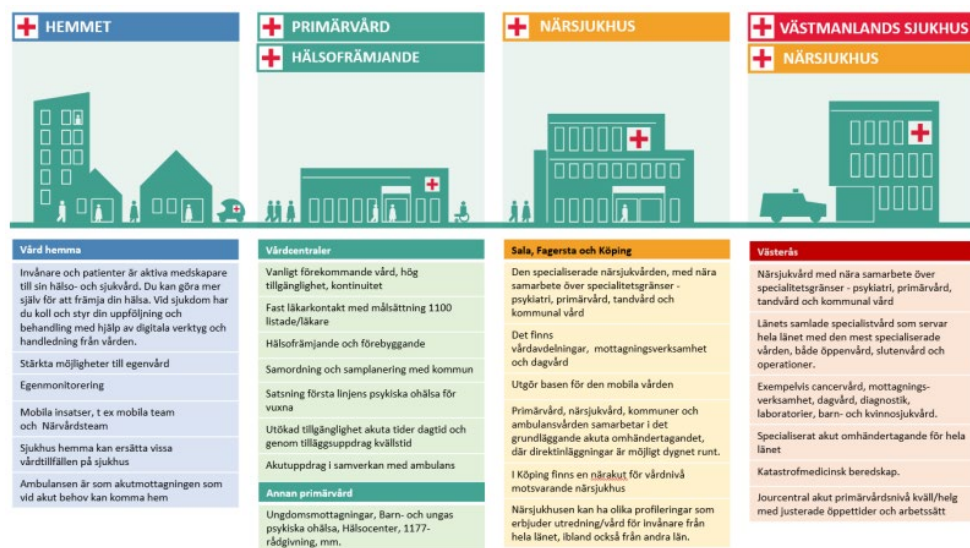 HEMMET
Vård hemma
Invånare och patienter är aktiva medskapare
till sin hälso- och sjukvård. Du kan göra mer
själv för att främja din hälsa. Vid sjukdom har
du koll och styr din uppföljning och
behandling med hjälp av digitala verktyg och
handledning från vården.
Stärkta möjligheter till egenvård
Egenmonitorering
Mobila insatser, t ex mobila team
och Närvårdsteam
Sjukhus hemma kan ersätta vissa
vårdtillfällen på sjukhus
Ambulansen är som akutmottagningen som
vid akut behov kan komma hem
PRIMÄRVÅRD
HÄLSOFRÄMJANDE
Vårdcentraler
Vanligt förekommande vård, hög
tillgänglighet, kontinuitet
Fast läkarkontakt med målsättning 1100
listade/läkare
Hälsofrämjande och förebyggande
Samordning och samplanering med kommun
Satsning första linjens psykiska ohälsa för
vuxna
Utökad tillgänglighet akuta tider dagtid och
genom tilläggsuppdrag kvällstid
Akutuppdrag i samverkan med ambulans
Annan primärvård
Ungdomsmottagningar, Barn- och ungas
psykiska ohälsa, Hälsocenter, 1177-
rådgivning, mm.
NÄRSJUKHUS
Sala, Fagersta och Köping
Den specialiserade närsjukvården, med nära
samarbete över specialitetsgränser -
psykiatri, primärvård, tandvård och
kommunal vård
Det finns
vårdavdelningar, mottagningsverksamhet
och dagvård
Utgör basen för den mobila vården
Primärvård, närsjukvård, kommuner och
ambulansvården samarbetar i det
grundläggande akuta omhändertagandet,
där direktinläggningar är möjligt dygnet runt.
I Köping finns en närakut för vårdnivå
motsvarande närsjukhus
Närsjukhusen kan ha olika profileringar som
erbjuder utredning/vård för invånare från
hela länet, ibland också från andra län.
VÄSTMANLANDS SJUKHUS
NÄRSJUKHUS
Västerås
Närsjukvård med nära samarbete över
specialitetsgränser - psykiatri, primärvård,
tandvård och kommunal vård
Länets samlade specialistvård som servar
hela länet med den mest specialiserade
vården, både öppenvård, slutenvård och
operationer.
Exempelvis cancervård, mottagnings-
verksamhet, dagvård, diagnostik,
laboratorier, barn- och kvinnosjukvård.
Specialiserat akut omhändertagande för hela
länet
Katastrofmedicinsk beredskap.
Jourcentral akut primärvårdsnivå kväll/helg
med justerade öppettider och arbetssätt